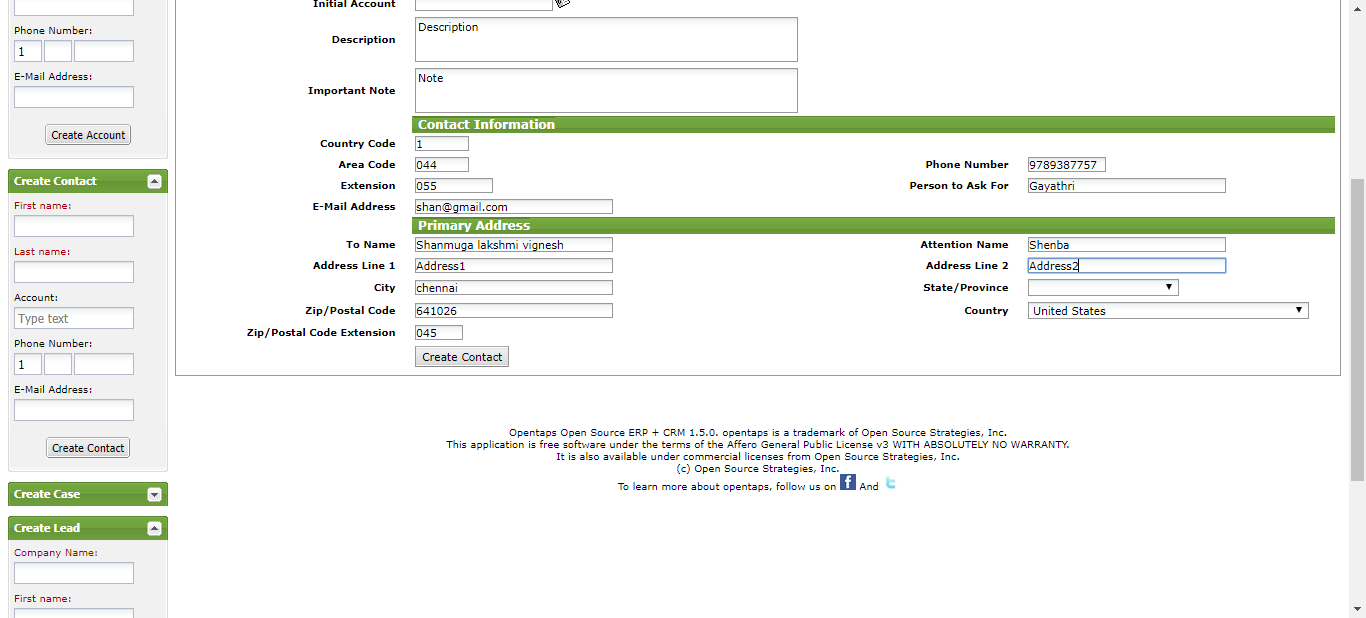 Phone Number:
1
E-Mail Address:
Create Account
Create Contact
First name:
Last name:
Account:
Type text
Phone Number:
1
E-Mail Address:
Create Contact
Create Case
Create Lead
Company Name:
First name:
Initial Account
Description
Description
Important Note
Note
Contact Information
Country Code
1
Area Code
044
Phone Number
9789387757
Extension
055
Person to Ask For
Gayathri
E-Mail Address
shan@gmail.com
Primary Address
To Name
Shanmuga lakshmi vignesh
Attention Name
Shenba
Address Line 1
Address1
Address Line 2
Address2
City
chennai
State/Province
Zip/Postal Code
641026
Country
United States
Zip/Postal Code Extension
045
Create Contact
Opentaps Open Source ERP + CRM 1.5.0. opentaps is a trademark of Open Source Strategies, Inc.
This application is free software under the terms of the Affero General Public License v3 WITH ABSOLUTELY NO WARRANTY.
It is also available under commercial licenses from Open Source Strategies, Inc.
(c) Open Source Strategies, Inc.
To learn more about opentaps, follow us on f And t